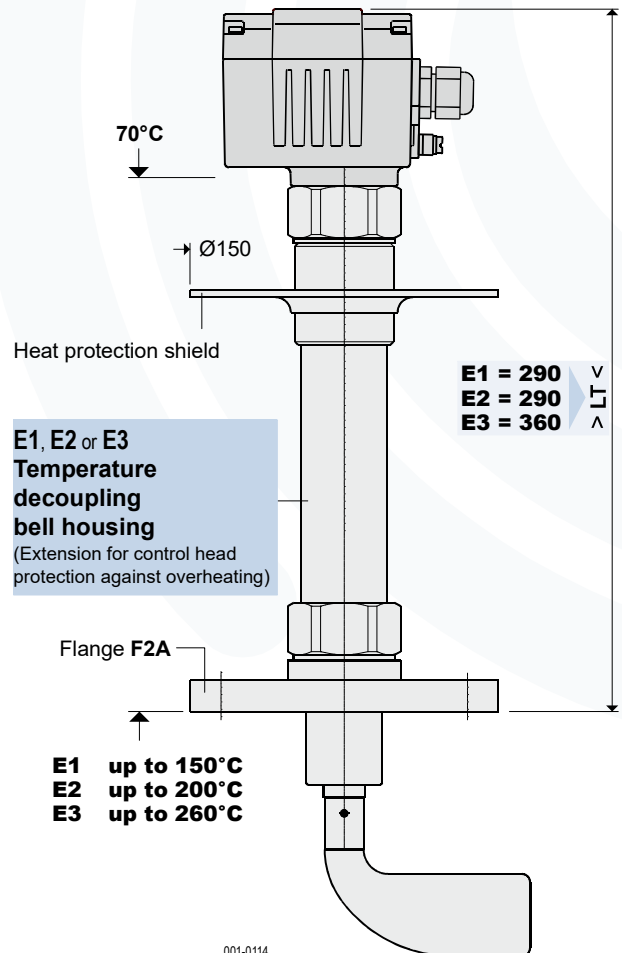 70°C
Ø150
Heat protection shield
E1 = 290
E2 = 290
E3 = 360
> LT <
E1, E2 or E3
Temperature
decoupling
bell housing
(Extension for control head
protection against overheating)
Flange F2A
E1 up to 150°C
E2 up to 200°C
E3 up to 260°C
001-0114